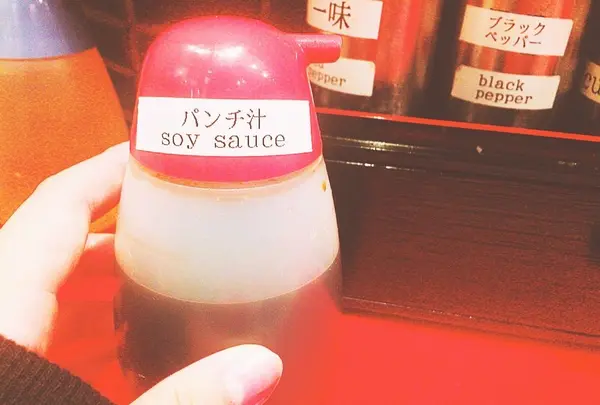 パンチ汁
soy sauce
一味
pepper
ブラック
ペッパー
black
pepper